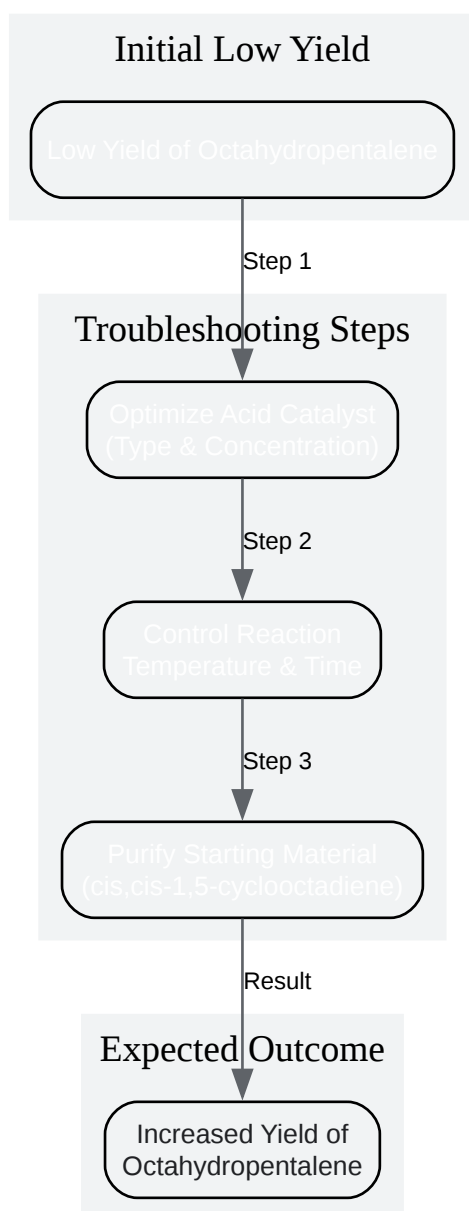 Initial Low Yield
Low Yield of Octahydropentalene
Step 1
Troubleshooting Steps
Optimize Acid Catalyst
(Type & Concentration)
Step 2
Control Reaction
Temperature & Time
Step 3
Purify Starting Material
(cis,cis-1,5-cyclooctadiene)
Result
Expected Outcome
Increased Yield of
Octahydropentalene